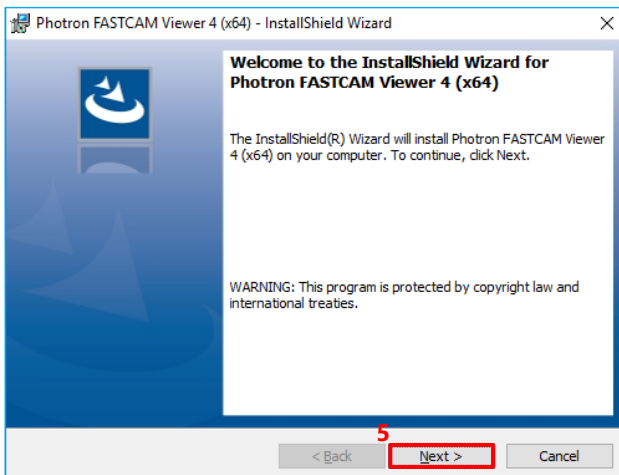 Photron FASTCAM Viewer 4 (x64) - InstallShield Wizard
Welcome to the InstallShield Wizard for
Photron FASTCAM Viewer 4 (x64)
The InstallShield(R) Wizard will install Photron FASTCAM Viewer
4 (x64) on your computer. To continue, click Next.
WARNING: This program is protected by copyright law and
international treaties.
5
< Back Next > Cancel